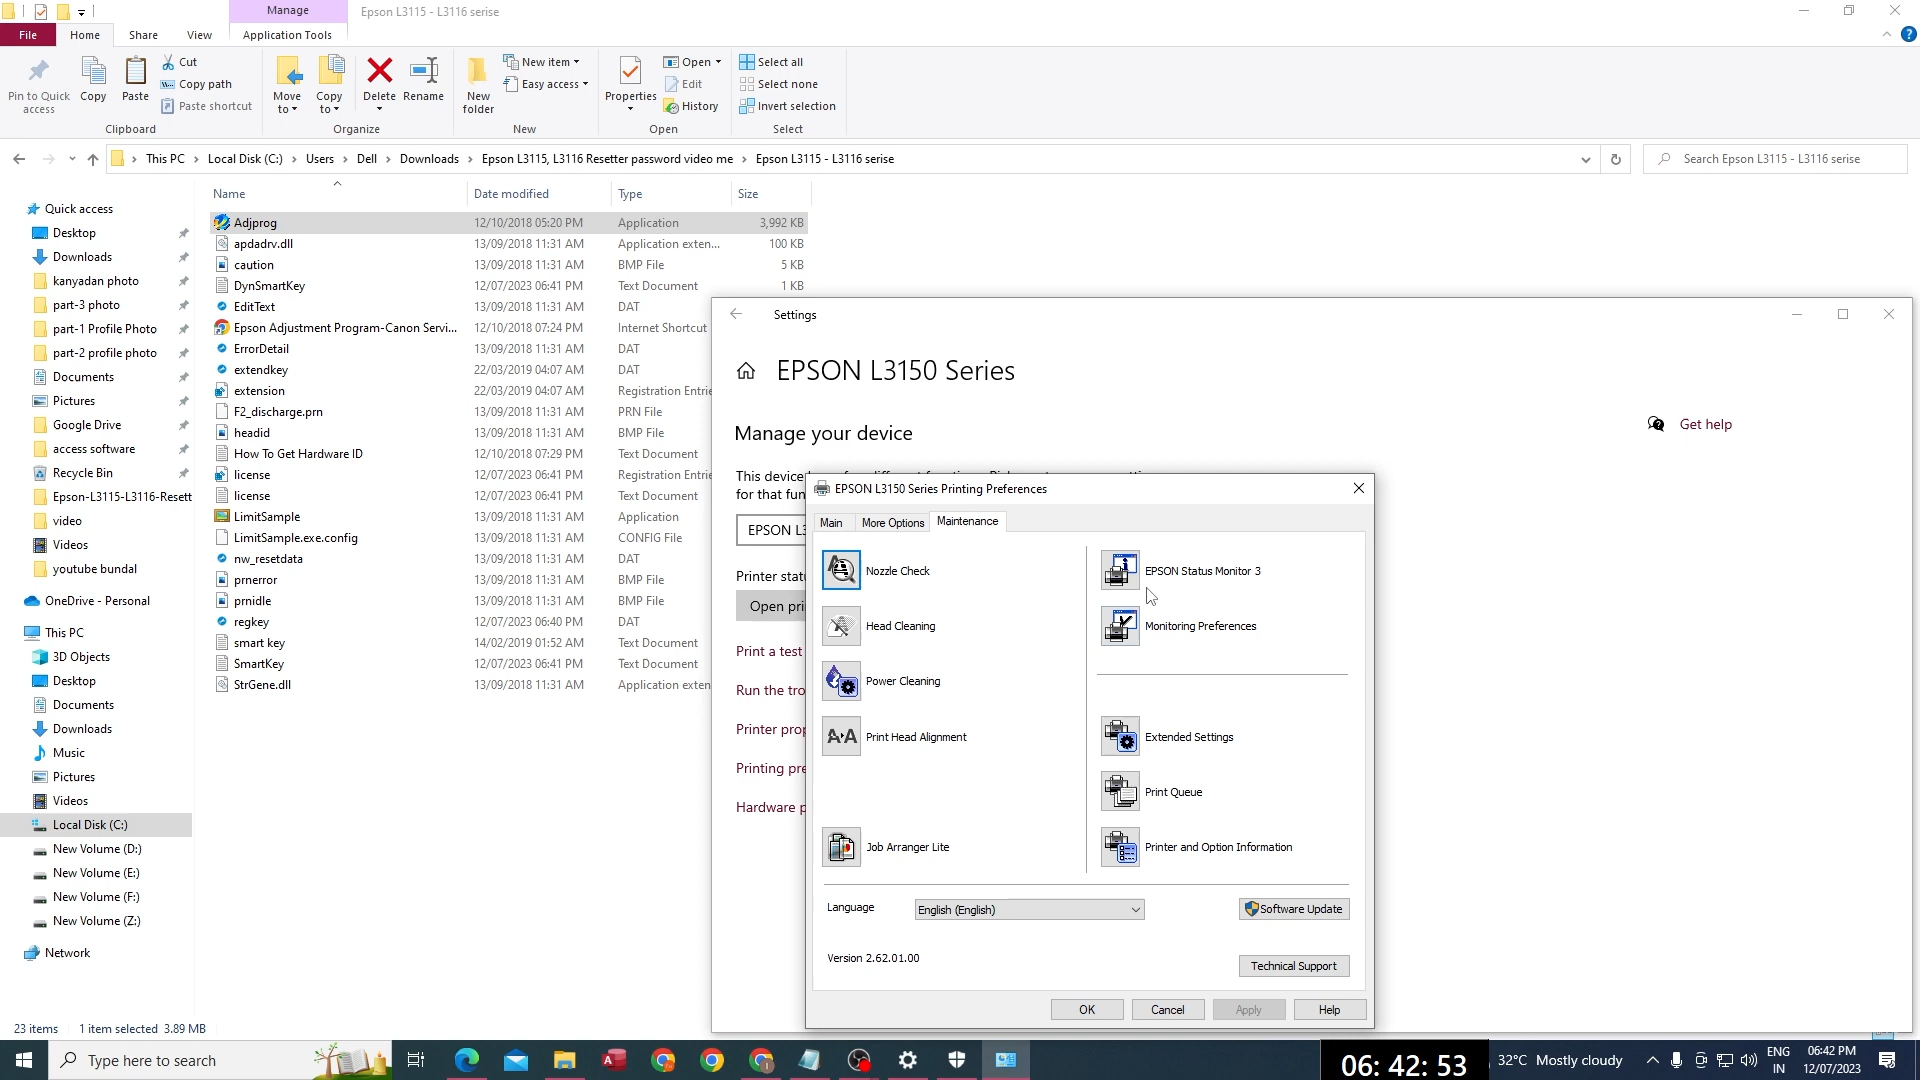 Manage
Epson L3115 - L3116 serise
File
Home
Share
View
Application Tools
Pin to Quick access
Copy
Paste
Cut
Copy path
Paste shortcut
Clipboard
Move to
Copy to
Delete
Rename
Organize
New folder
New item
Easy access
New
Properties
Open
Edit
History
Open
Select all
Select none
Invert selection
Select
This PC > Local Disk (C:) > Users > Dell > Downloads > Epson L3115, L3116 Resetter password video me > Epson L3115 - L3116 serise
Search Epson L3115 - L3116 serise
Name Date modified Type Size
Adjprog 12/10/2018 05:20 PM Application 3,992 KB
apdadrv.dll 13/09/2018 11:31 AM Application exten... 100 KB
caution 13/09/2018 11:31 AM BMP File 5 KB
DynSmartKey 12/07/2023 06:41 PM Text Document 1 KB
EditText 13/09/2018 11:31 AM DAT
Epson Adjustment Program-Canon Servi... 12/10/2018 07:24 PM Internet Shortcut
ErrorDetail 13/09/2018 11:31 AM DAT
extendkey 22/03/2019 04:07 AM DAT
extension 22/03/2019 04:07 AM Registration Entrie
F2_discharge.prn 13/09/2018 11:31 AM PRN File
headid 13/09/2018 11:31 AM BMP File
How To Get Hardware ID 12/10/2018 07:29 PM Text Document
license 12/07/2023 06:41 PM Registration Entrie
license 12/07/2023 06:41 PM Text Document
LimitSample 13/09/2018 11:31 AM Application
LimitSample.exe.config 13/09/2018 11:31 AM CONFIG File
nw_resetdata 13/09/2018 11:31 AM DAT
prnerror 13/09/2018 11:31 AM BMP File
prnidle 13/09/2018 11:31 AM BMP File
regkey 12/07/2023 06:40 PM DAT
smart key 14/02/2019 01:52 AM Text Document
SmartKey 12/07/2023 06:41 PM Text Document
StrGene.dll 13/09/2018 11:31 AM Application exten
Quick access
Desktop
Downloads
kanyadan photo
part-3 photo
part-1 Profile Photo
part-2 profile photo
Documents
Pictures
Google Drive
access software
Recycle Bin
Epson-L3115-L3116-Resett
video
Videos
youtube bundal
OneDrive - Personal
This PC
3D Objects
Desktop
Documents
Downloads
Music
Pictures
Videos
Local Disk (C:)
New Volume (D:)
New Volume (E:)
New Volume (F:)
New Volume (Z:)
Network
23 items 1 item selected 3.89 MB
Settings
EPSON L3150 Series
Manage your device
Get help
This device
for that fun
EPSON L3
Printer statu
Open pri
Print a test
Run the tro
Printer prop
Printing pre
Hardware p
EPSON L3150 Series Printing Preferences
Main
More Options
Maintenance
Nozzle Check
Head Cleaning
Power Cleaning
Print Head Alignment
Job Arranger Lite
EPSON Status Monitor 3
Monitoring Preferences
Extended Settings
Print Queue
Printer and Option Information
Language
English (English)
Software Update
Version 2.62.01.00
Technical Support
OK
Cancel
Apply
Help
Type here to search
06: 42: 53
32°C Mostly cloudy
ENG
IN
06:42 PM
12/07/2023